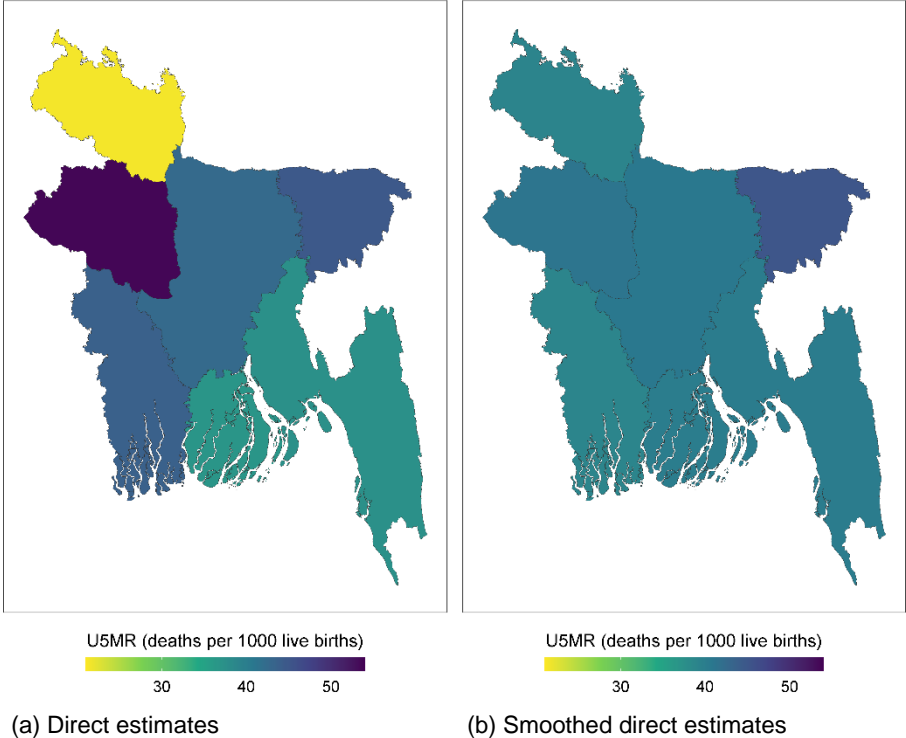 U5MR (deaths per 1000 live births)
30 40 50
(a) Direct estimates
U5MR (deaths per 1000 live births)
30 40 50
(b) Smoothed direct estimates